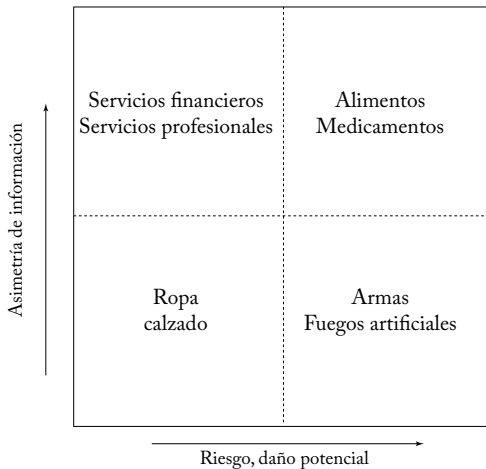 Servicios financieros
Servicios profesionales
Alimentos
Medicamentos
Asimetría de información
Ropa
calzado
Armas
Fuegos artificiales
Riesgo, daño potencial